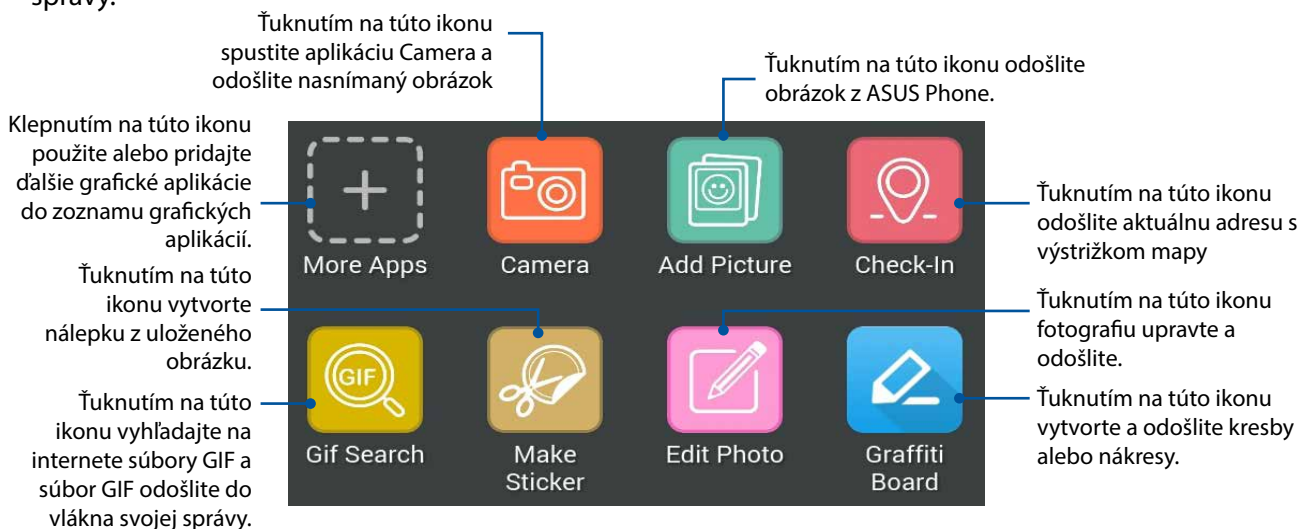 správy.
Ťuknutím na túto ikonu
spustite aplikáciu Camera a
odošlite nasnímaný obrázok
Ťuknutím na túto ikonu odošlite
obrázok z ASUS Phone.
Klepnutím na túto ikonu
použite alebo pridajte
ďalšie grafické aplikácie
do zoznamu grafických
aplikácií.
Ťuknutím na túto ikonu
odošlite aktuálnu adresu s
výstrižkom mapy
More Apps
Camera
Add Picture
Check-In
Ťuknutím na túto
ikonu vytvorte
nálepku z uloženého
obrázku.
Ťuknutím na túto ikonu
fotografiu upravte a
odošlite.
GIF
Ťuknutím na túto
ikonu vyhľadajte na
internete súbory GIF a
súbor GIF odošlite do
vlákna svojej správy.
Ťuknutím na túto ikonu
vytvorte a odošlite kresby
alebo nákresy.
Gif Search
Make
Sticker
Edit Photo
Graffiti
Board